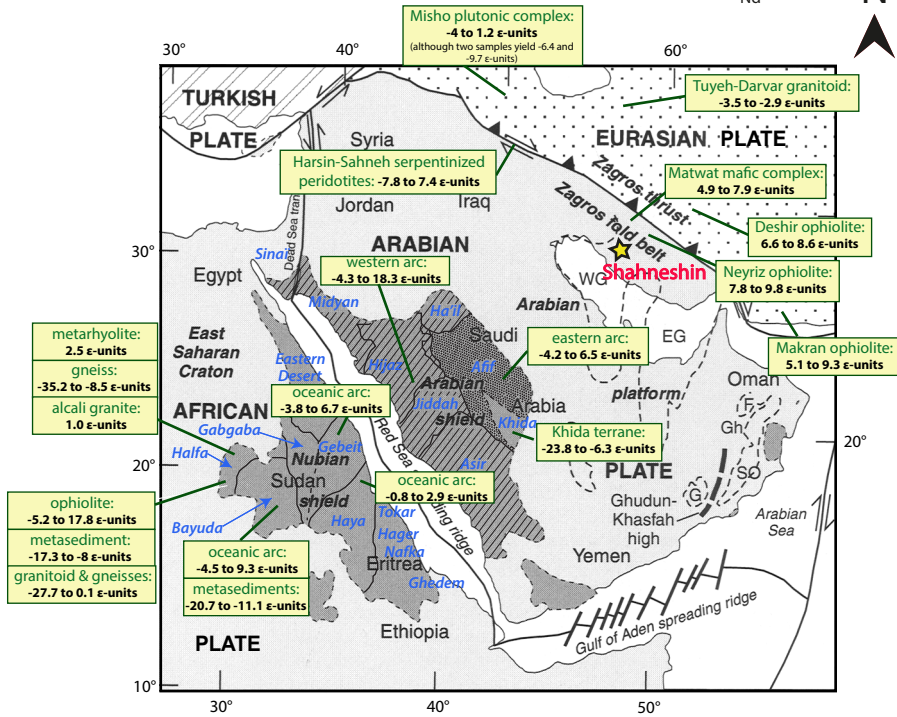 Nd
N
Misho plutonic complex:
-4 to 1.2 ε-units
(although two samples yield -6.4 and
-9.7 ε-units)
30°
40°
60°
TURKISH
PLATE
Tuyeh-Darvar granitoid:
-3.5 to -2.9 ε-units
Syria
EURASIAN PLATE
Harsin-Sahneh serpentinized
peridotites: -7.8 to 7.4 ε-units
Zagros thrust
Matwat mafic complex:
4.9 to 7.9 ε-units
Jordan
Iraq
Zagros fold belt
Dead Sea tran
Deshir ophiolite:
6.6 to 8.6 ε-units
30°
ARABIAN
Sinai
Egypt
western arc:
-4.3 18.3 ε-units
Shahneshin
WG
Neyriz ophiolite:
7.8 to 9.8 ε-units
Midyan
Ha'il
Arabian
Saudi
EG
metarhyolite:
2.5 ε-units
gneiss:
-35.2 to -8.5 ε-units
alcali granite:
1.0 ε-units
East
Saharan
Craton
Eastern
Desert
Hijaz
Afif
eastern arc:
-4.2 to 6.5 ε-units
Makran ophiolite:
5.1 to 9.3 ε-units
Arabian
shield
platform
Oman
oceanic arc:
-3.8 to 6.7 ε-units
Jiddah
Arabia
F
AFRICAN
Gabgaba
Gebeit
Khida
Gh
Halfa
Nubian
shield
Red Sea
ding ridge
Khida terrane:
-23.8 to -6.3 ε-units
20°
20°
Asir
PLATE
Sudan
oceanic arc:
-0.8 to 2.9 ε-units
SO
G
ophiolite:
-5.2 to 17.8 ε-units
metasediment:
-17.3 to -8 ε-units
granitoid & gneisses:
-27.7 to 0.1 ε-units
Ghudun-
Khasfah
high
Arabian
Sea
Bayuda
Haya
Tokar
Hager
Nafka
oceanic arc:
-4.5 to 9.3 ε-units
metasediments:
-20.7 to -11.1 ε-units
Yemen
Eritrea
Ghedem
Ethiopia
Gulf of Aden spreading ridge
PLATE
10°
30°
40°
50°